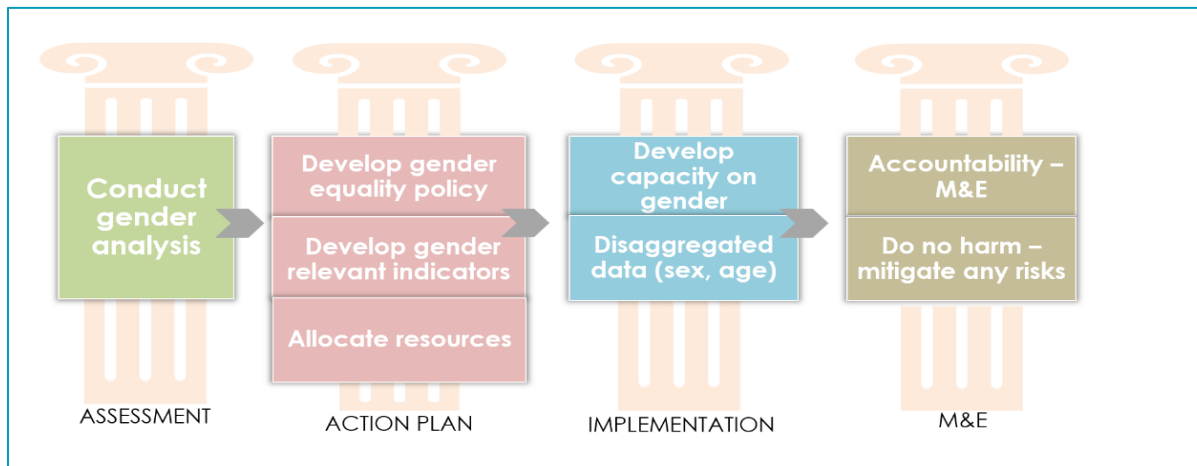 Conduct
gender
analysis
ASSESSMENT
Develop gender
equality policy
Develop gender
relevant indicators
Allocate resources
ACTION PLAN
Develop
capacity on
gender
Disaggregated
data (sex, age)
IMPLEMENTATION
Accountability –
M&E
Do no harm –
mitigate any risks
M&E